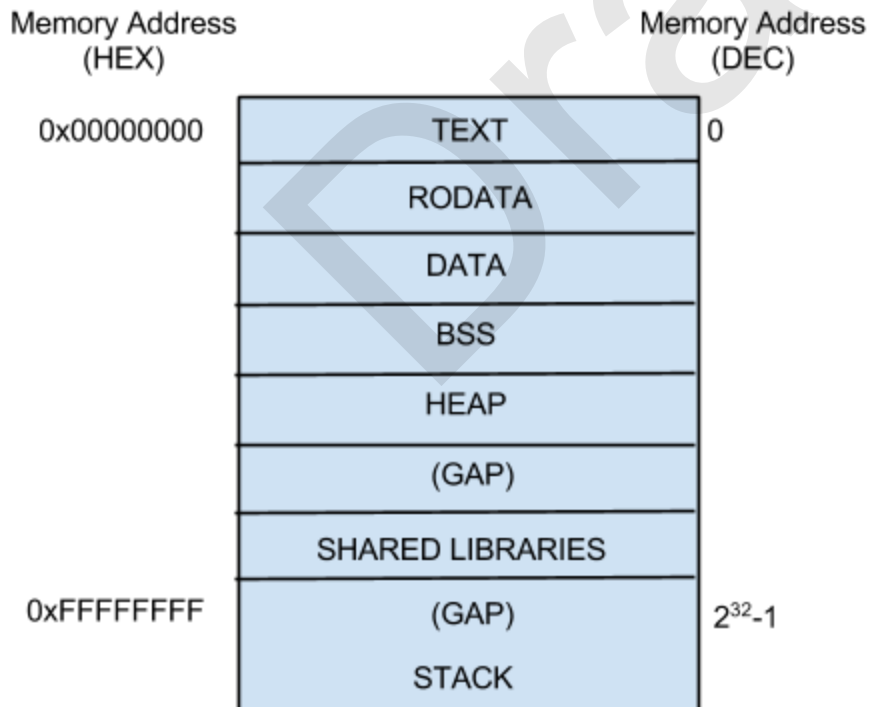 Memory Address
(HEX)
Memory Address
(DEC)
0x00000000
TEXT
0
RODATA
DATA
BSS
HEAP
(GAP)
SHARED LIBRARIES
0xFFFFFFFF
(GAP)
2³²-1
STACK
Dra